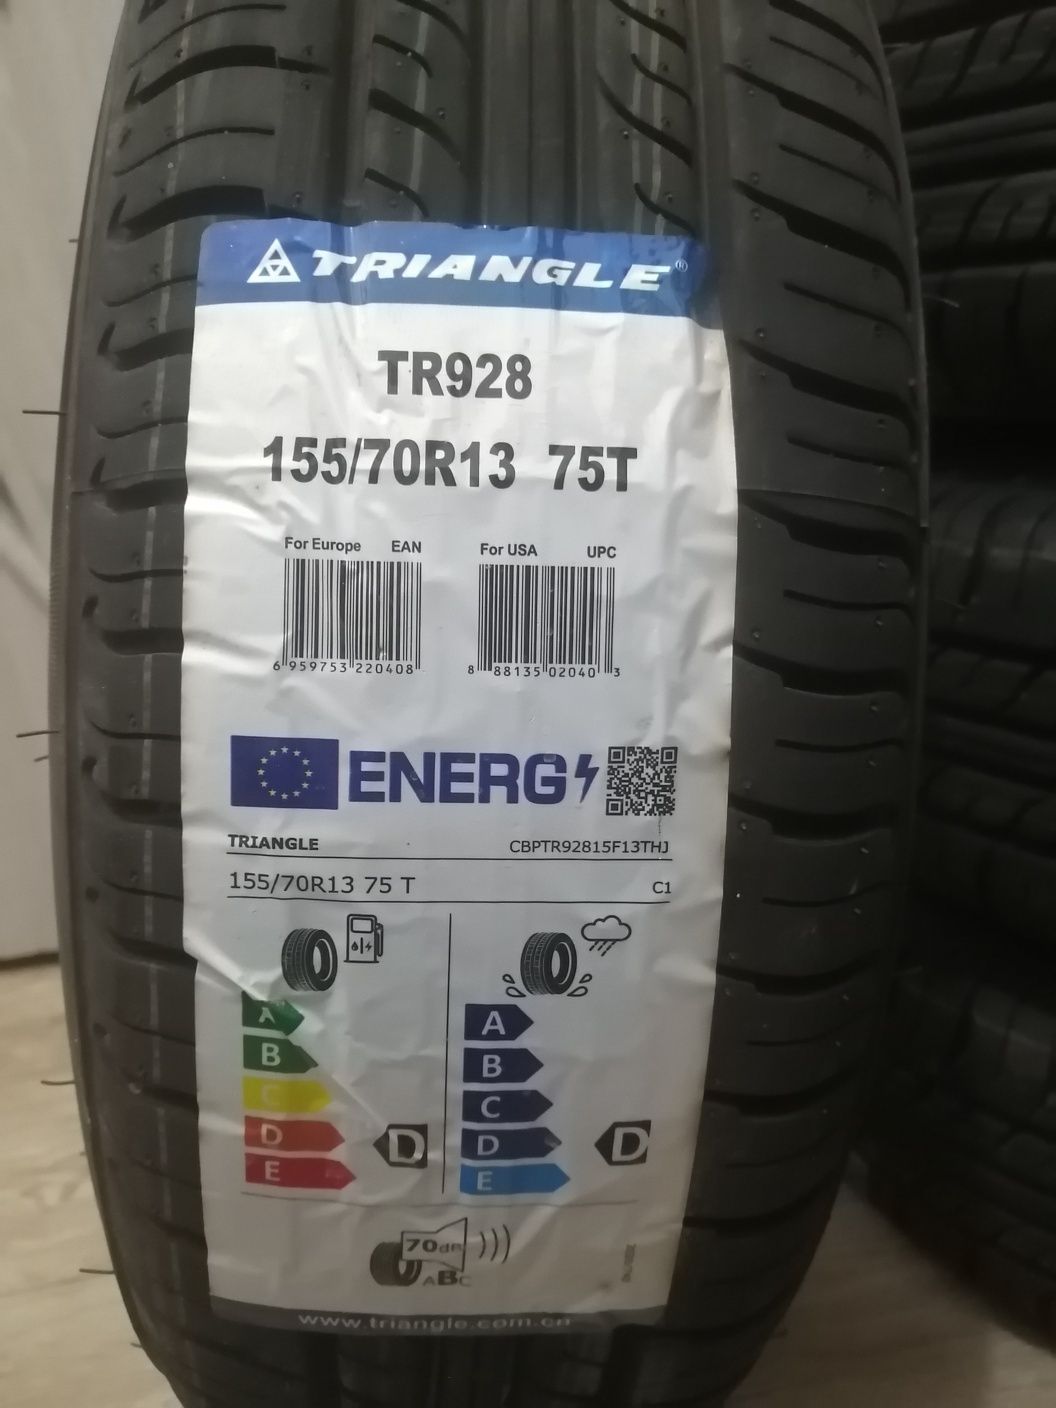 TRIANGLE®
TR928
155/70R13 75T
For Europe EAN
For USA UPC
6 959753 220408
8 88135 02040 3
ENERG
TRIANGLE
CBPTR92815F13THJ
155/70R13 75 T
C1
A
B
C
D
E
D
A
B
C
D
E
D
70dB
ABC
www.triangle.com.cn